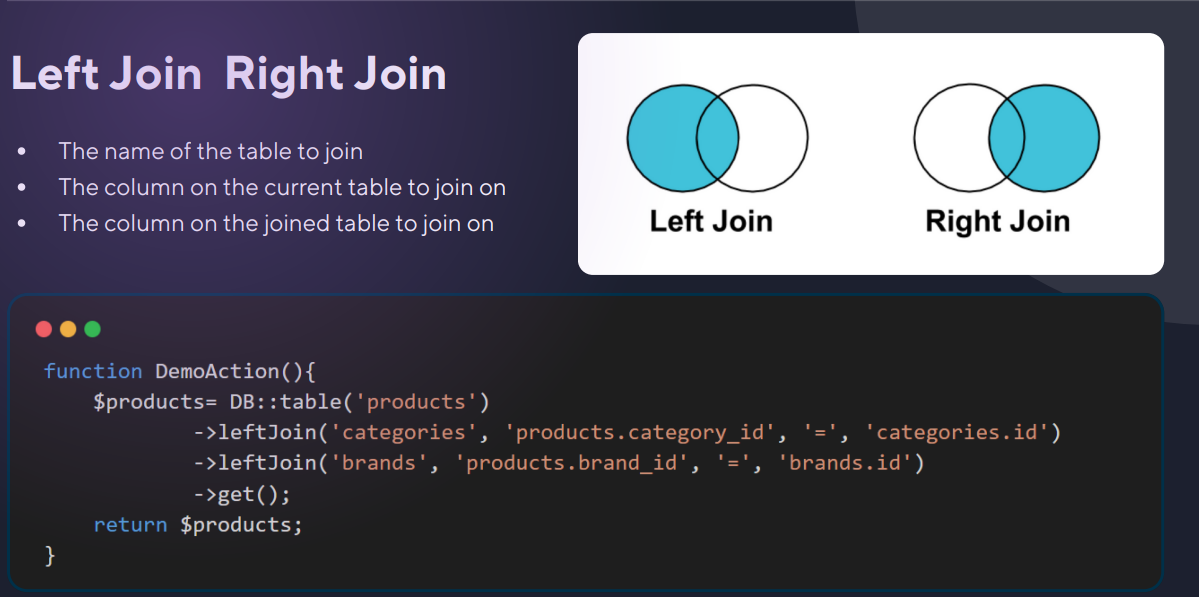 Left Join  Right Join
• The name of the table to join
• The column on the current table to join on
• The column on the joined table to join on
Left Join
Right Join
function DemoAction(){
    $products= DB::table('products')
            ->leftJoin('categories', 'products.category_id', '=', 'categories.id')
            ->leftJoin('brands', 'products.brand_id', '=', 'brands.id')
            ->get();
    return $products;
}